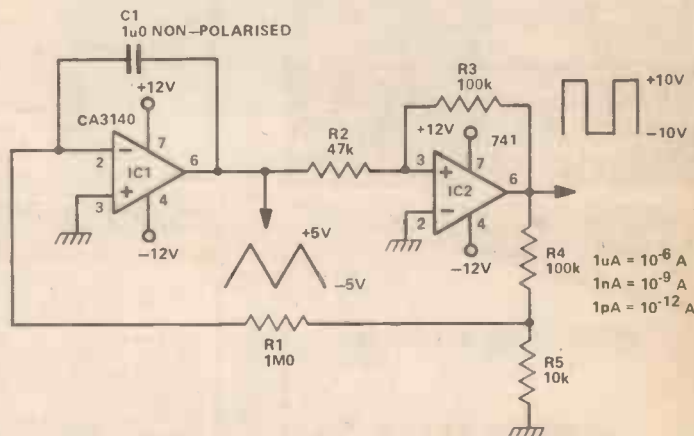 C1
1u0 NON-POLARISED
+12V
CA3140
7
2
6
IC1
3
4
-12V
R2
47k
R3
100k
+12V
741
7
3
6
IC2
2
4
-12V
+10V
-10V
+5V
-5V
R4
100k
1uA = 10⁻⁶ A
1nA = 10⁻⁹ A
1pA = 10⁻¹² A
R1
1M0
R5
10k